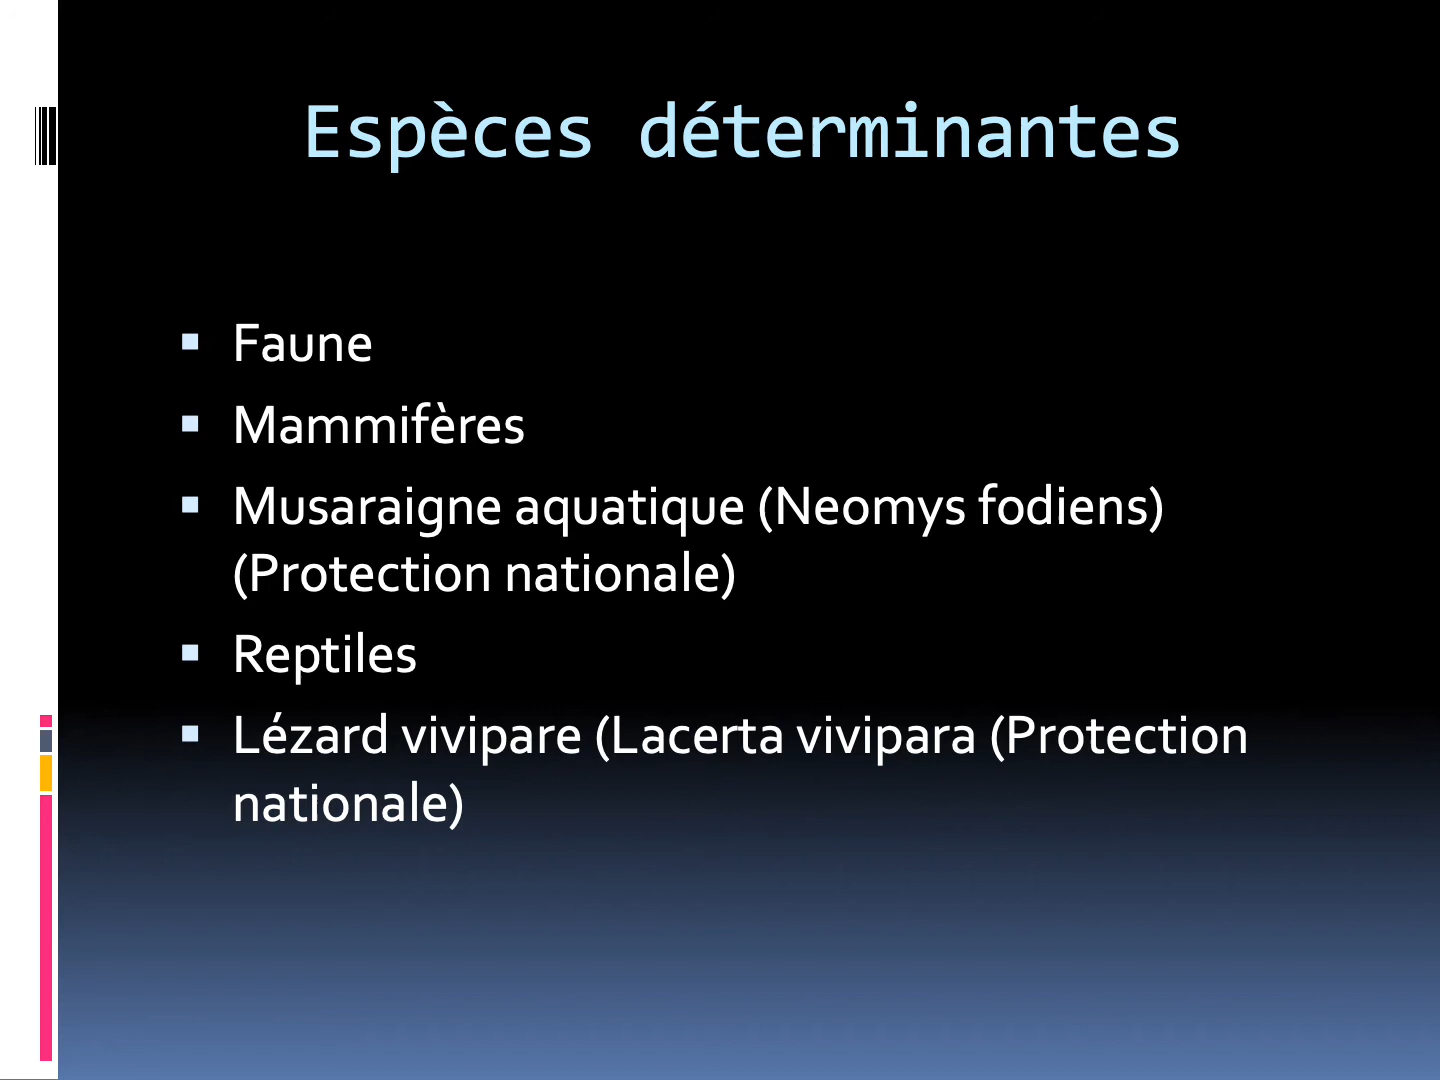 Espèces déterminantes
Faune
Mammifères
Musaraigne aquatique (Neomys fodiens)
(Protection nationale)
Reptiles
Lézard vivipare (Lacerta vivipara (Protection
nationale)